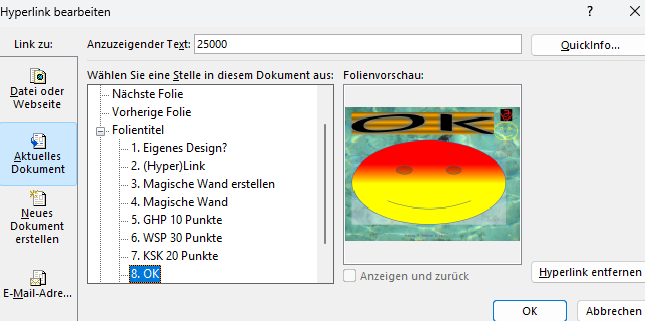 Hyperlink bearbeiten
Link zu:
Anzuzeigender Text: 25000
QuickInfo...
Datei oder
Webseite
Aktuelles
Dokument
Neues
Dokument
erstellen
E-Mail-Adre...
Wählen Sie eine Stelle in diesem Dokument aus:
Nächste Folie
Vorherige Folie
Folientitel
1. Eigenes Design?
2. (Hyper)Link
3. Magische Wand erstellen
4. Magische Wand
5. GHP 10 Punkte
6. WSP 30 Punkte
7. KSK 20 Punkte
8. OK
Folienvorschau:
OK
Anzeigen und zurück
Hyperlink entfernen
OK
Abbrechen